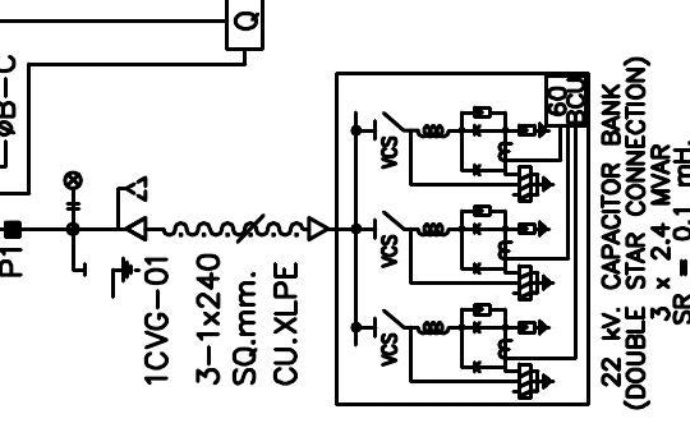 Q
ØB-C
P1
1CVG-01
3-1x240
SQ.mm.
CU.XLPE
VCS
VCS
VCS
60
BCU
22 kV. CAPACITOR BANK
(DOUBLE STAR CONNECTION)
3 x 2.4 MVAR
SR = 0.1 mH.